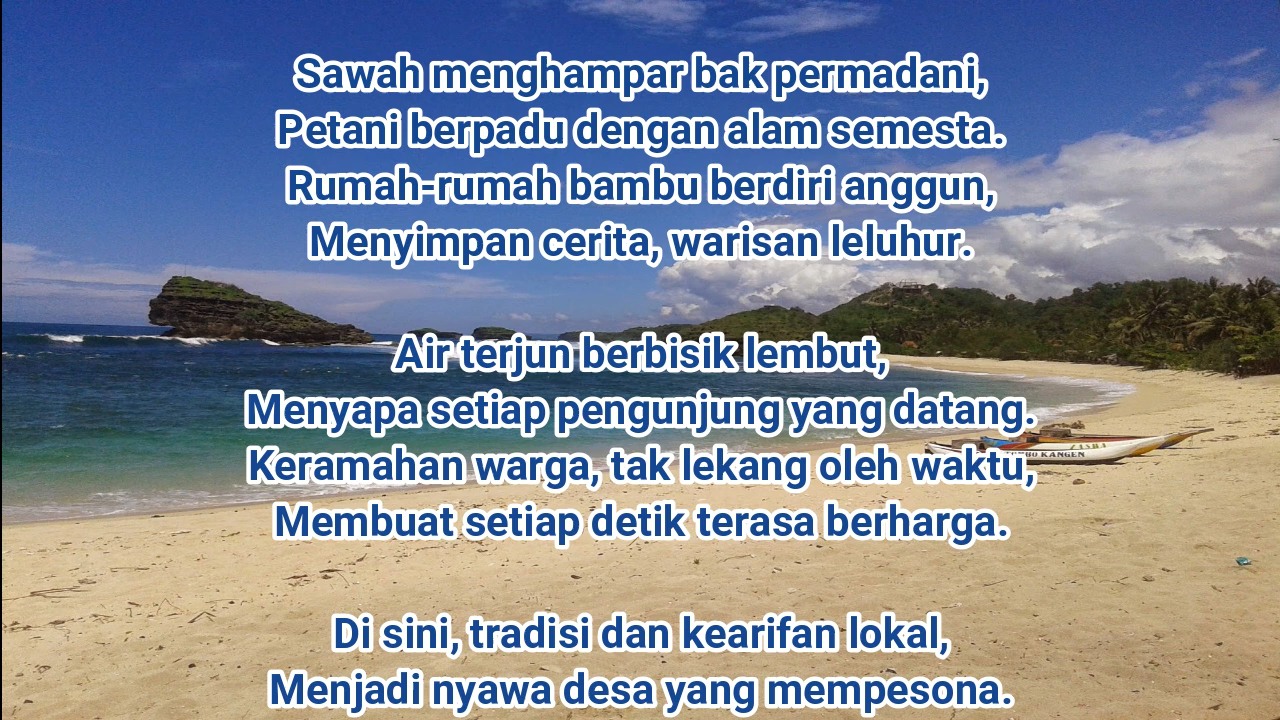 Sawah menghampar bak permadani,
Petani berpadu dengan alam semesta.
Rumah-rumah bambu berdiri anggun,
Menyimpan cerita, warisan leluhur.
Air terjun berbisik lembut,
Menyapa setiap pengunjung yang datang.
ZASBA
KANGEN
Keramahan warga, tak lekang oleh waktu,
Membuat setiap detik terasa berharga.
Di sini, tradisi dan kearifan lokal,
Menjadi nyawa desa yang mempesona.